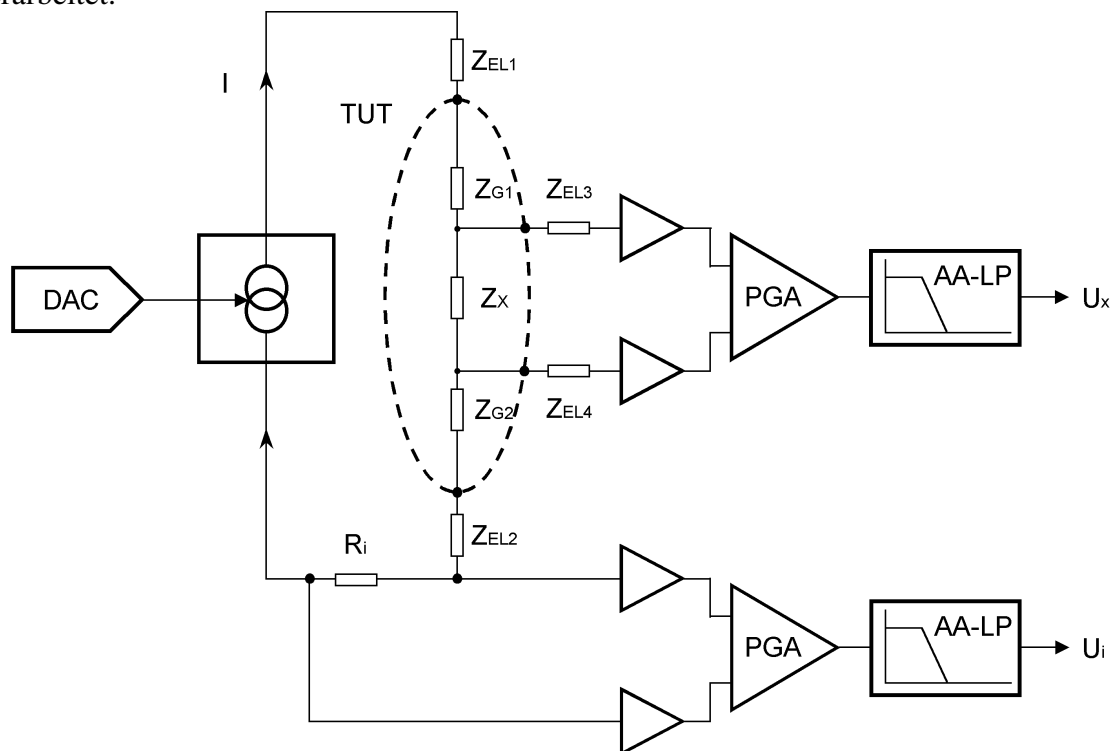 I
TUT
ZEL1
ZG1
ZEL3
ZX
ZG2
ZEL4
ZEL2
DAC
PGA
AA-LP
Ux
Ri
PGA
AA-LP
Ui